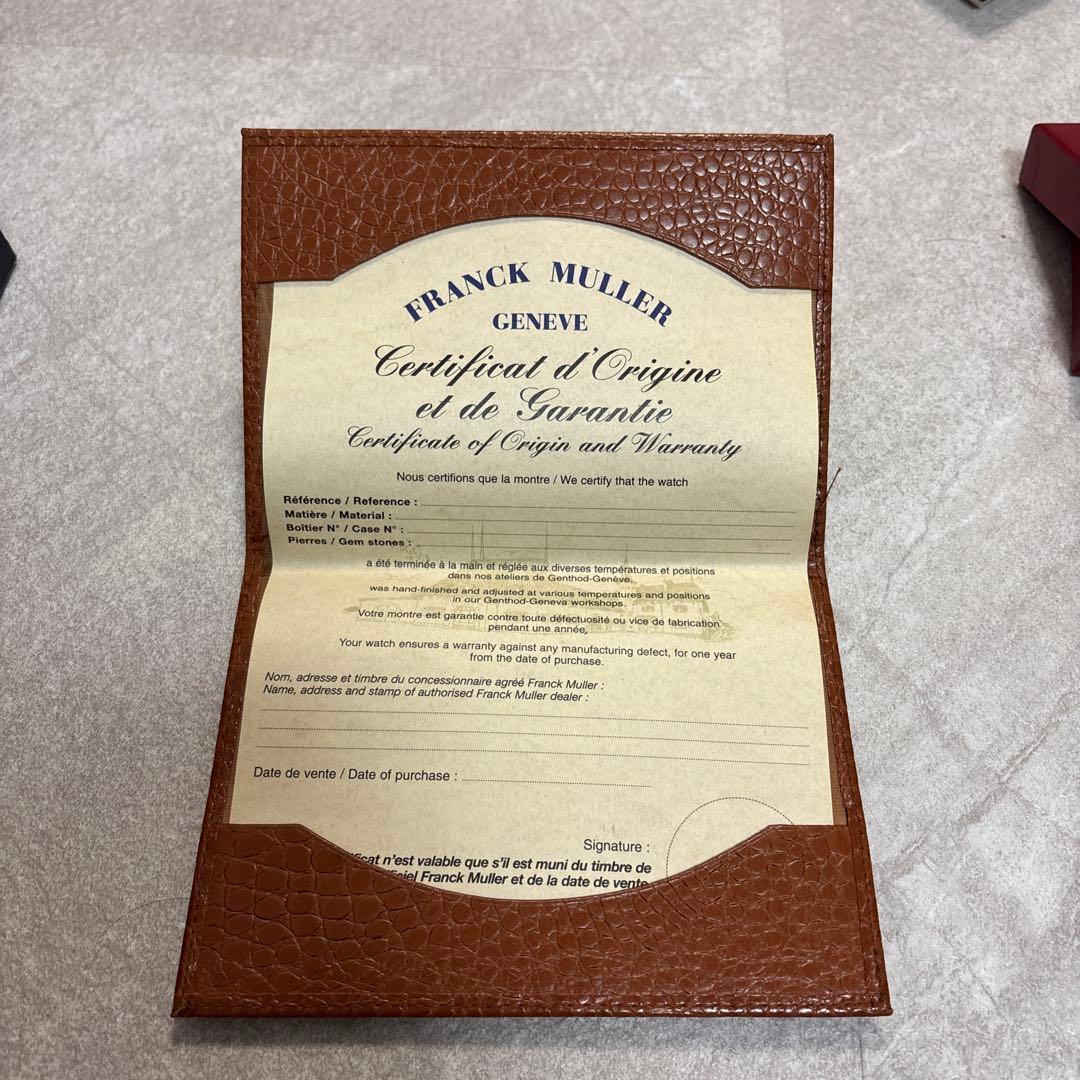 FRANCK MULLER
GENEVE
Certificat d'Origine
et de Garantie
Certificate of Origin and Warranty
Nous certifions que la montre / We certify that the watch
Référence / Reference :
Matière / Material :
Boîtier N° / Case N° :
Pierres / Gem stones :
a été terminée à la main et réglée aux diverses températures et positions
dans nos ateliers de Genthod-Genève.
was hand-finished and adjusted at various temperatures and positions
in our Genthod-Geneva workshops.
Votre montre est garantie contre toute défectuosité ou vice de fabrication
pendant une année.
Your watch ensures a warranty against any manufacturing defect, for one year
from the date of purchase.
Nom, adresse et timbre du concessionnaire agréé Franck Muller :
Name, address and stamp of authorised Franck Muller dealer :
Date de vente / Date of purchase :
Signature :
n'est valable que s'il est muni du timbre de
Franck Muller et de la date de vente